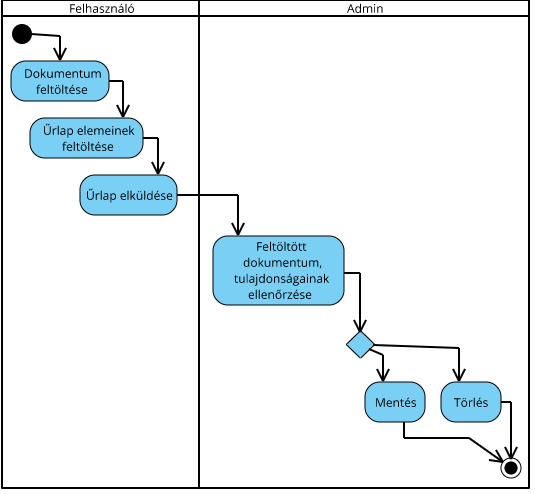 Felhasználó
Admin
Dokumentum
feltöltése
Űrlap elemeinek
feltöltése
Űrlap elküldése
Feltöltött
dokumentum,
tulajdonságainak
ellenőrzése
Mentés
Törlés